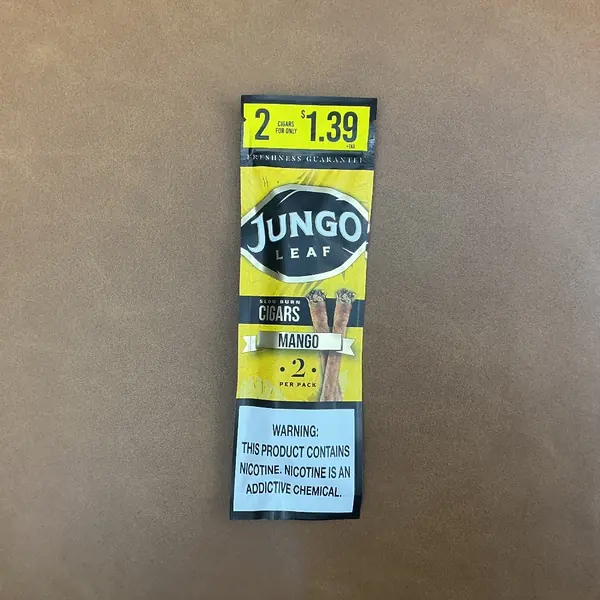 2 CIGARS FOR ONLY $1.39 +TAX
FRESHNESS GUARANTEE
JUNGO
LEAF
SLOW BURN
CIGARS
MANGO
• 2 •
PER PACK
WARNING:
THIS PRODUCT CONTAINS
NICOTINE. NICOTINE IS AN
ADDICTIVE CHEMICAL.